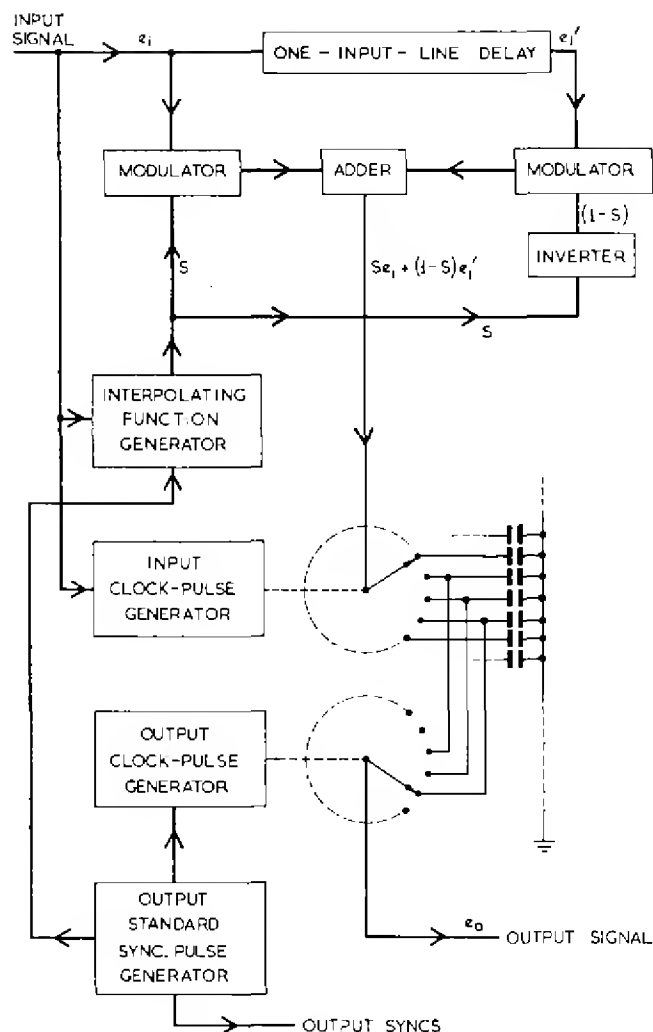 INPUT
SIGNAL
ei
ONE-INPUT-LINE DELAY
ei'
MODULATOR
ADDER
MODULATOR
(1-S)
INVERTER
S
Sei + (1-S)ei'
S
INTERPOLATING
FUNCTION
GENERATOR
INPUT
CLOCK-PULSE
GENERATOR
OUTPUT
CLOCK-PULSE
GENERATOR
OUTPUT
STANDARD
SYNC. PULSE
GENERATOR
eo
OUTPUT SIGNAL
OUTPUT SYNCS